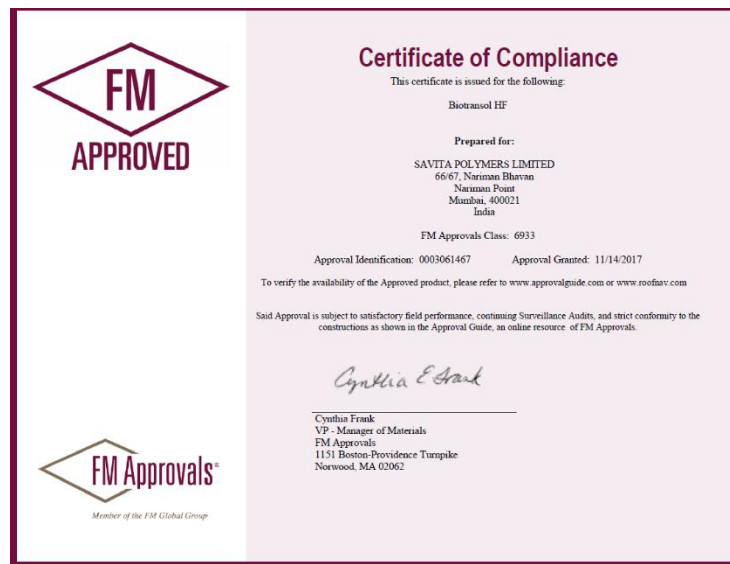 FM
APPROVED
Certificate of Compliance
This certificate is issued for the following:
Biotransol HF
Prepared for:
SAVITA POLYMERS LIMITED
66/67, Nariman Bhavan
Nariman Point
Mumbai, 400021
India
FM Approvals Class: 6933
Approval Identification: 0003061467 Approval Granted: 11/14/2017
To verify the availability of the Approved product, please refer to www.approvalguide.com or www.roofnav.com
Said Approval is subject to satisfactory field performance, continuing Surveillance Audits, and strict conformity to the
constructions as shown in the Approval Guide, an online resource of FM Approvals.
Cynthia E Frank
Cynthia Frank
VP - Manager of Materials
FM Approvals
1151 Boston-Providence Turnpike
Norwood, MA 02062
FM Approvals®
Member of the FM Global Group